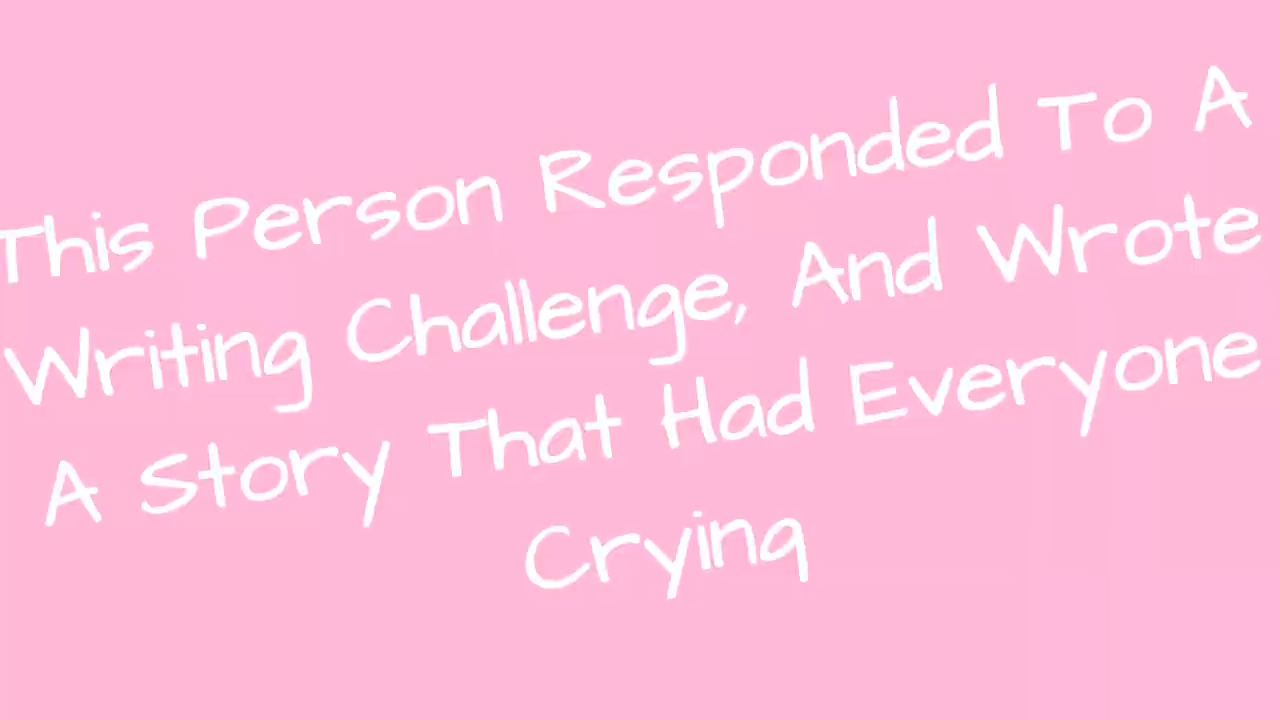 This Person Responded To A
Writing Challenge, And Wrote
A Story That Had Everyone
Crying